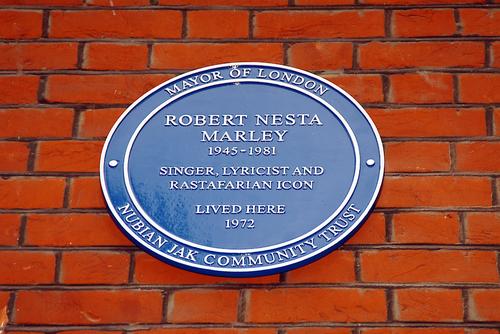 MAYOR OF LONDON
ROBERT NESTA
MARLEY
1945-1981
SINGER, LYRICIST AND
RASTAFARIAN ICON
LIVED HERE
1972
NUBIAN JAK COMMUNITY TRUST